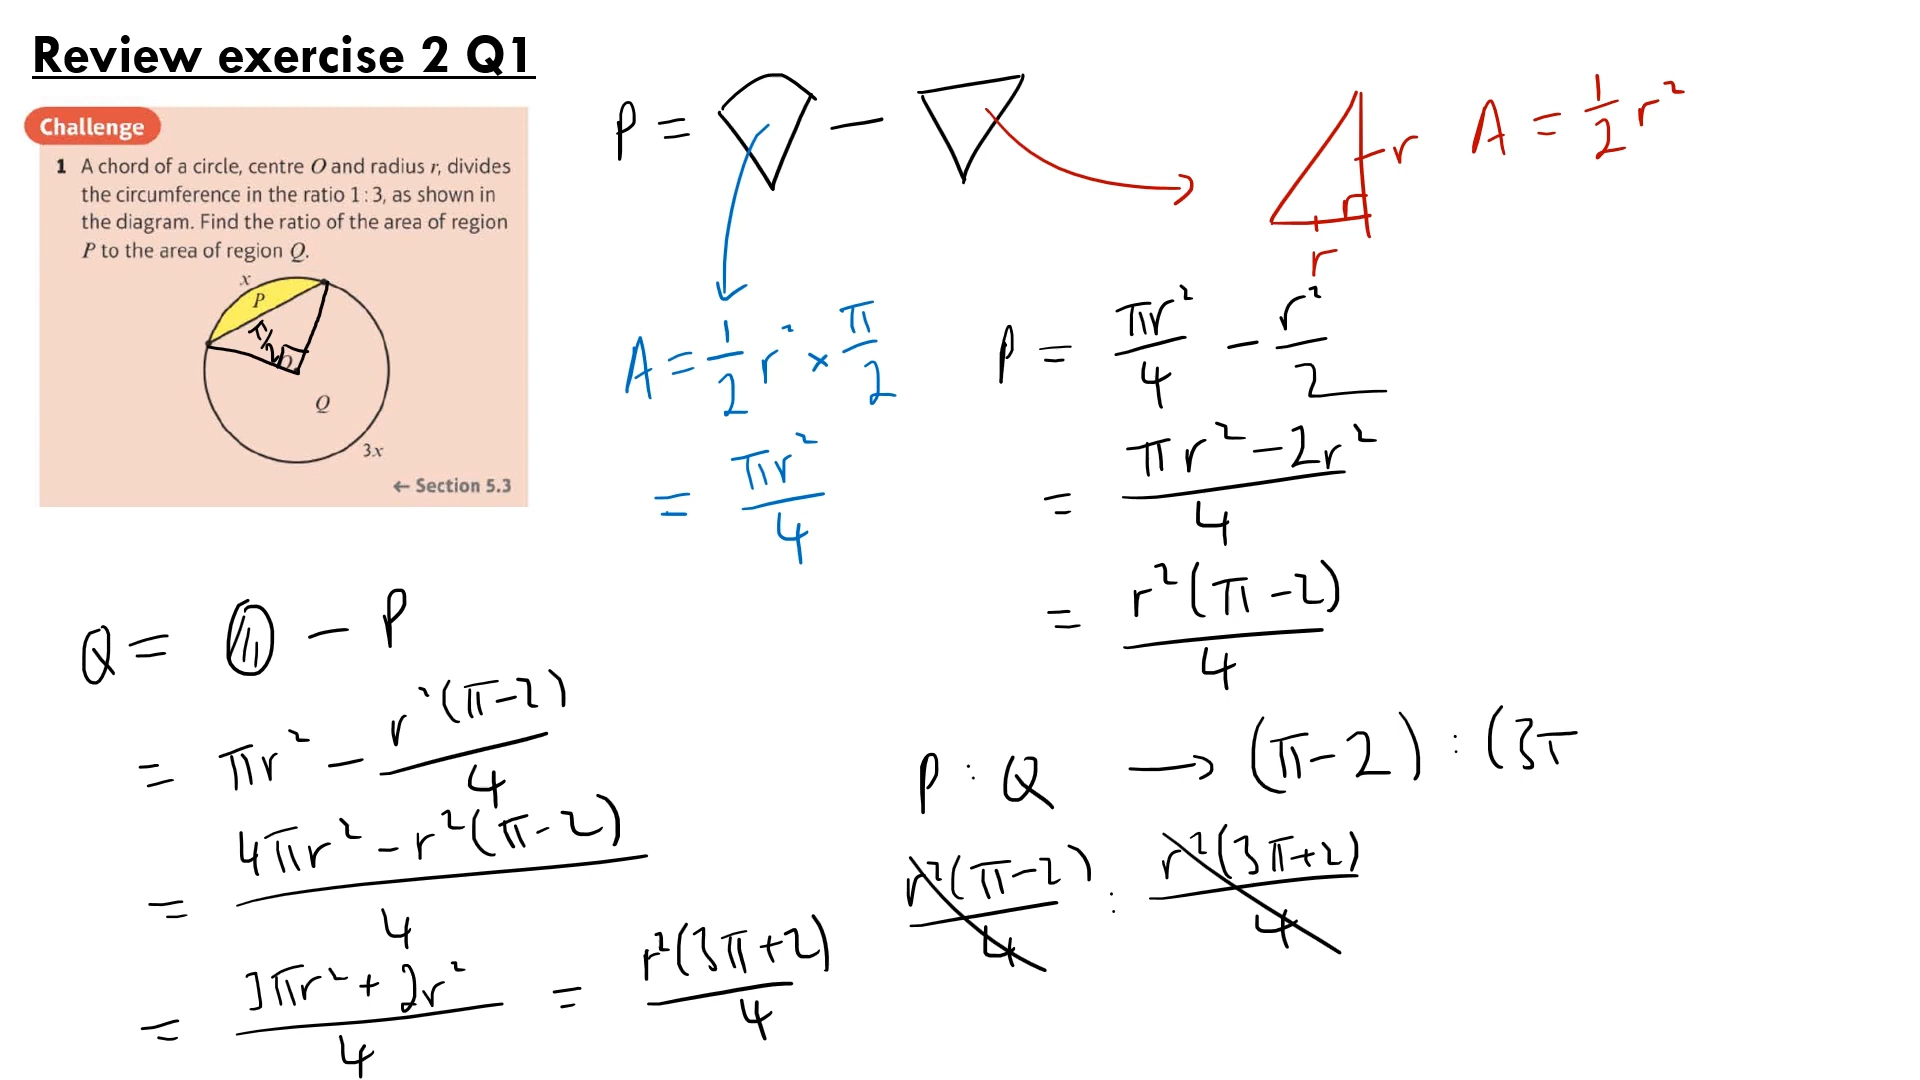 Review exercise 2 Q1
Challenge
1 A chord of a circle, centre O and radius r, divides
the circumference in the ratio 1 : 3, as shown in
the diagram. Find the ratio of the area of region
P to the area of region Q.
x
P
π/2
O
Q
3x
← Section 5.3
P = −
r
r
A = 1/2 r²
A = 1/2 r² × π/2
= πr²/4
P = πr²/4 − r²/2
= (πr² − 2r²)/4
= r²(π − 2)/4
Q = − P
= πr² − r²(π − 2)/4
= (4πr² − r²(π − 2))/4
= (3πr² + 2r²)/4 = r²(3π + 2)/4
P : Q → (π − 2) : (3π
r²(π − 2)/4 : r²(3π + 2)/4